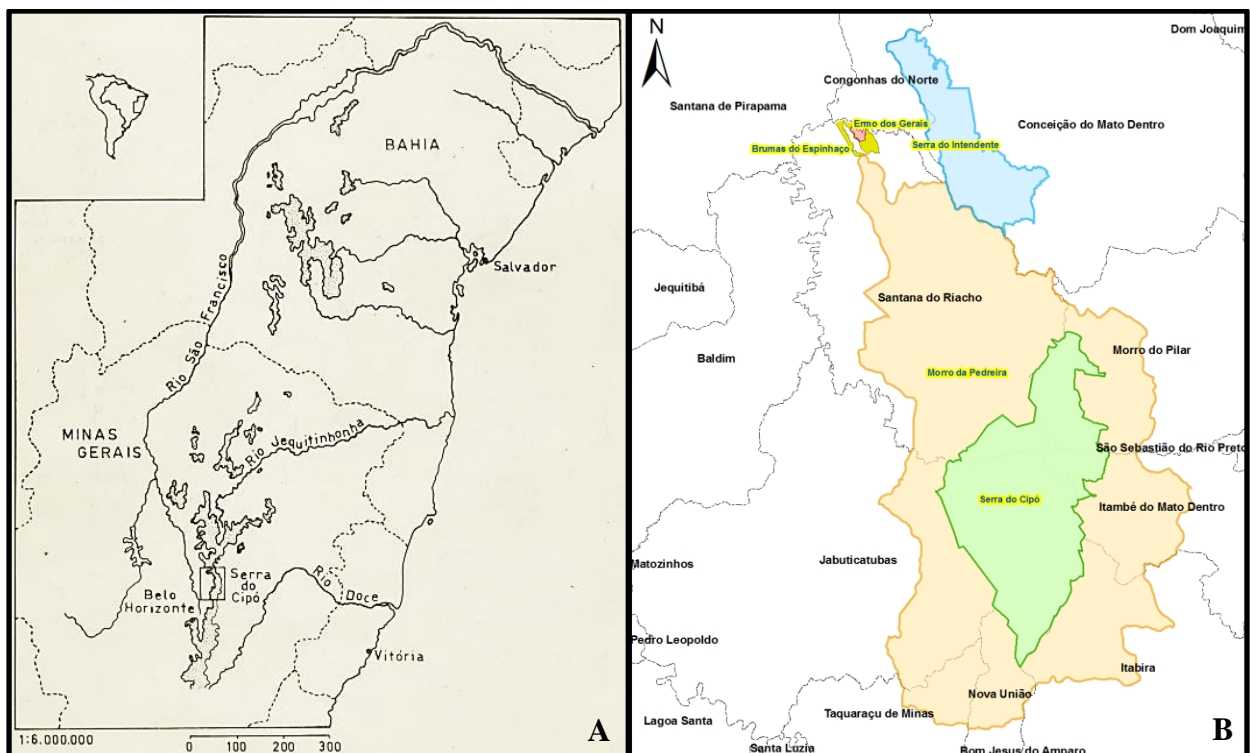 BAHIA
Salvador
Rio São Francisco
MINAS
GERAIS
Rio Jequitinhonha
Serra
do
Cipó
Belo
Horizonte
Rio Doce
Vitória
1:6.000.000
0 100 200 300
A
N
Dom Joaquim
Congonhas do Norte
Santana de Pirapama
Ermo dos Gerais
Conceição do Mato Dentro
Brumas do Espinhaço
Serra do Intendente
Jequitibá
Santana do Riacho
Baldim
Morro do Pilar
Morro da Pedreira
São Sebastião do Rio Preto
Serra do Cipó
Itambé do Mato Dentro
Matozinhos
Jabuticatubas
Pedro Leopoldo
Itabira
Nova União
Taquaraçu de Minas
Lagoa Santa
Santa Luzia
Bom Jesus do Amparo
B